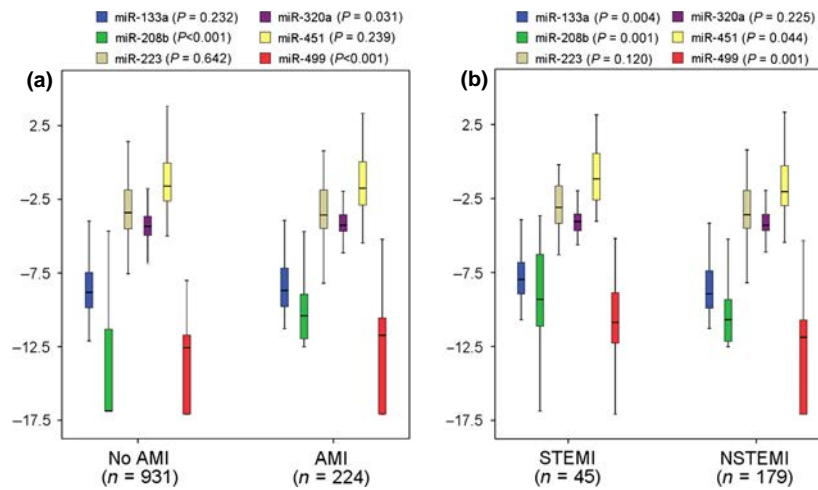 miR-133a (P = 0.232) miR-320a (P = 0.031)
miR-208b (P<0.001) miR-451 (P = 0.239)
miR-223 (P = 0.642) miR-499 (P<0.001)
(a)
2.5
−2.5
−7.5
−12.5
−17.5
No AMI AMI
(n = 931) (n = 224)
miR-133a (P = 0.004) miR-320a (P = 0.225)
miR-208b (P = 0.001) miR-451 (P = 0.044)
miR-223 (P = 0.120) miR-499 (P = 0.001)
(b)
2.5
−2.5
−7.5
−12.5
−17.5
STEMI NSTEMI
(n = 45) (n = 179)